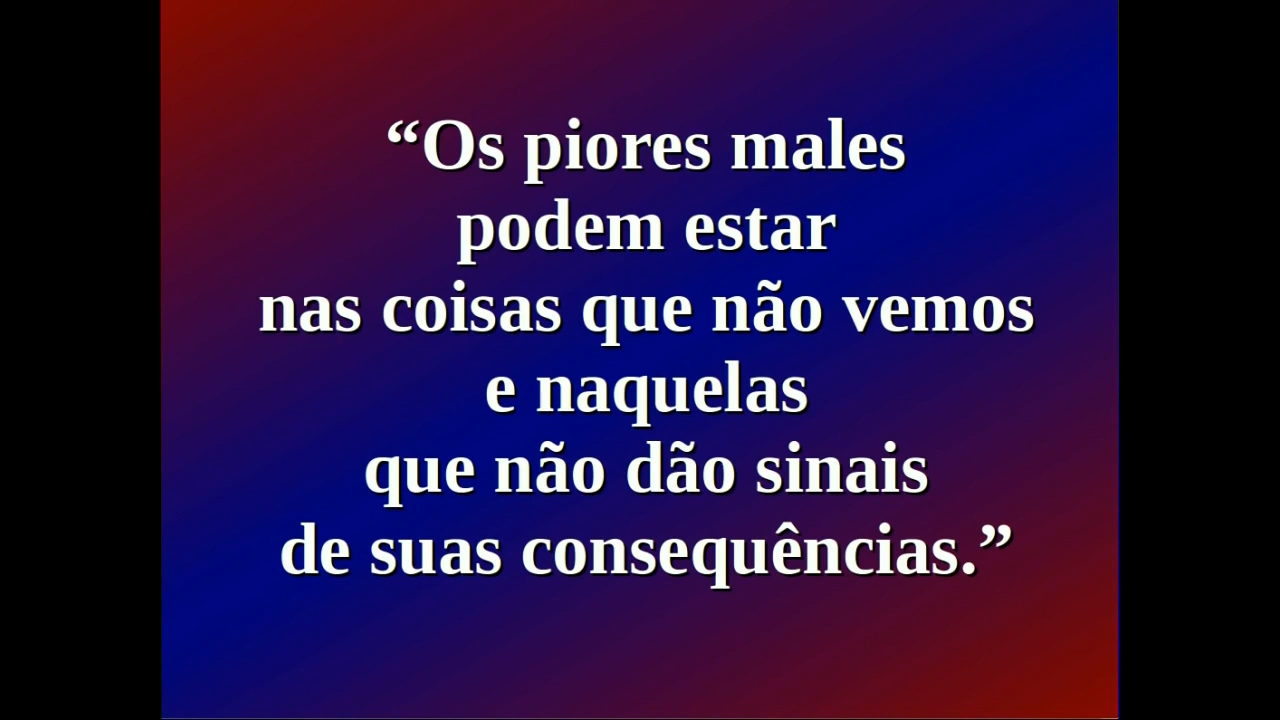 “Os piores males
podem estar
nas coisas que não vemos
e naquelas
que não dão sinais
de suas consequências.”